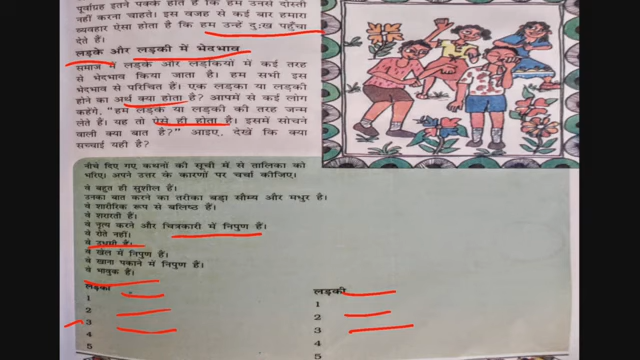 पूर्वाग्रह इतने पक्के होते हैं कि हम उनसे दोस्ती
नहीं करना चाहते। इस वजह से कई बार हमारा
व्यवहार ऐसा होता है कि हम उन्हें दुःख पहुँचा
देते हैं।
लड़के और लड़की में भेदभाव
समाज में लड़के और लड़कियों में कई तरह
से भेदभाव किया जाता है। हम सभी इस
भेदभाव से परिचित हैं। एक लड़का या लड़की
होने का अर्थ क्या होता है? आपमें से कई लोग
कहेंगे, "हम लड़के या लड़की की तरह जन्म
लेते हैं। यह तो ऐसे ही होता है। इसमें सोचने
वाली क्या बात है?" आइए, देखें कि क्या
सच्चाई यही है?
नीचे दिए गए कथनों की सूची में से तालिका को
भरिए। अपने उत्तर के कारणों पर चर्चा कीजिए।
वे बहुत ही सुशील हैं।
उनका बात करने का तरीका बड़ा सौम्य और मधुर है।
वे शारीरिक रूप से बलिष्ठ हैं।
वे शरारती हैं।
वे नृत्य करने और चित्रकारी में निपुण हैं।
वे रोते नहीं।
वे उधमी हैं।
वे खेल में निपुण हैं।
वे खाना पकाने में निपुण हैं।
वे भावुक हैं।
लड़का
1
2
3
4
5
लड़की
1
2
3
4
5